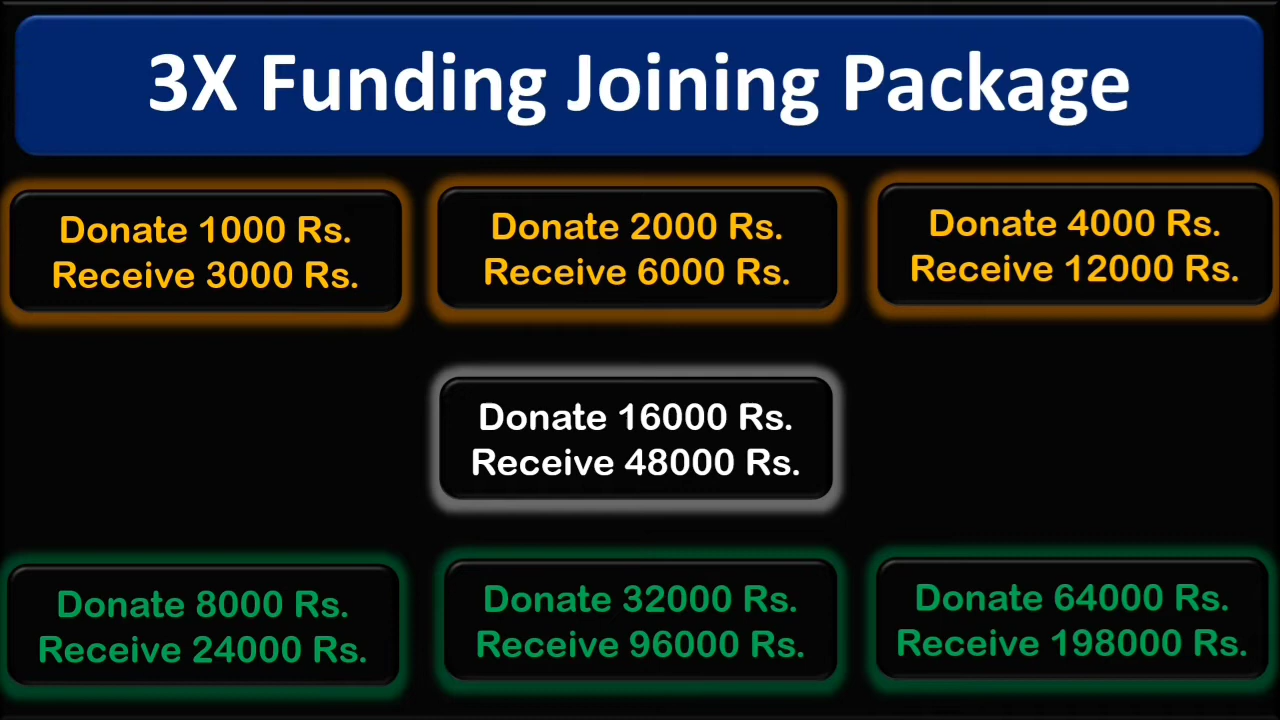 3X Funding Joining Package
Donate 1000 Rs.
Receive 3000 Rs.
Donate 2000 Rs.
Receive 6000 Rs.
Donate 4000 Rs.
Receive 12000 Rs.
Donate 16000 Rs.
Receive 48000 Rs.
Donate 8000 Rs.
Receive 24000 Rs.
Donate 32000 Rs.
Receive 96000 Rs.
Donate 64000 Rs.
Receive 198000 Rs.